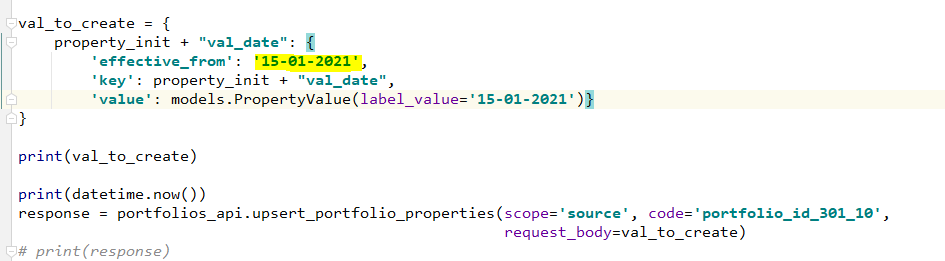 val_to_create = {
    property_init + "val_date": {
        'effective_from': '15-01-2021',
        'key': property_init + "val_date",
        'value': models.PropertyValue(label_value='15-01-2021')}
}
print(val_to_create)
print(datetime.now())
response = portfolios_api.upsert_portfolio_properties(scope='source', code='portfolio_id_301_10',
                                                      request_body=val_to_create)
# print(response)